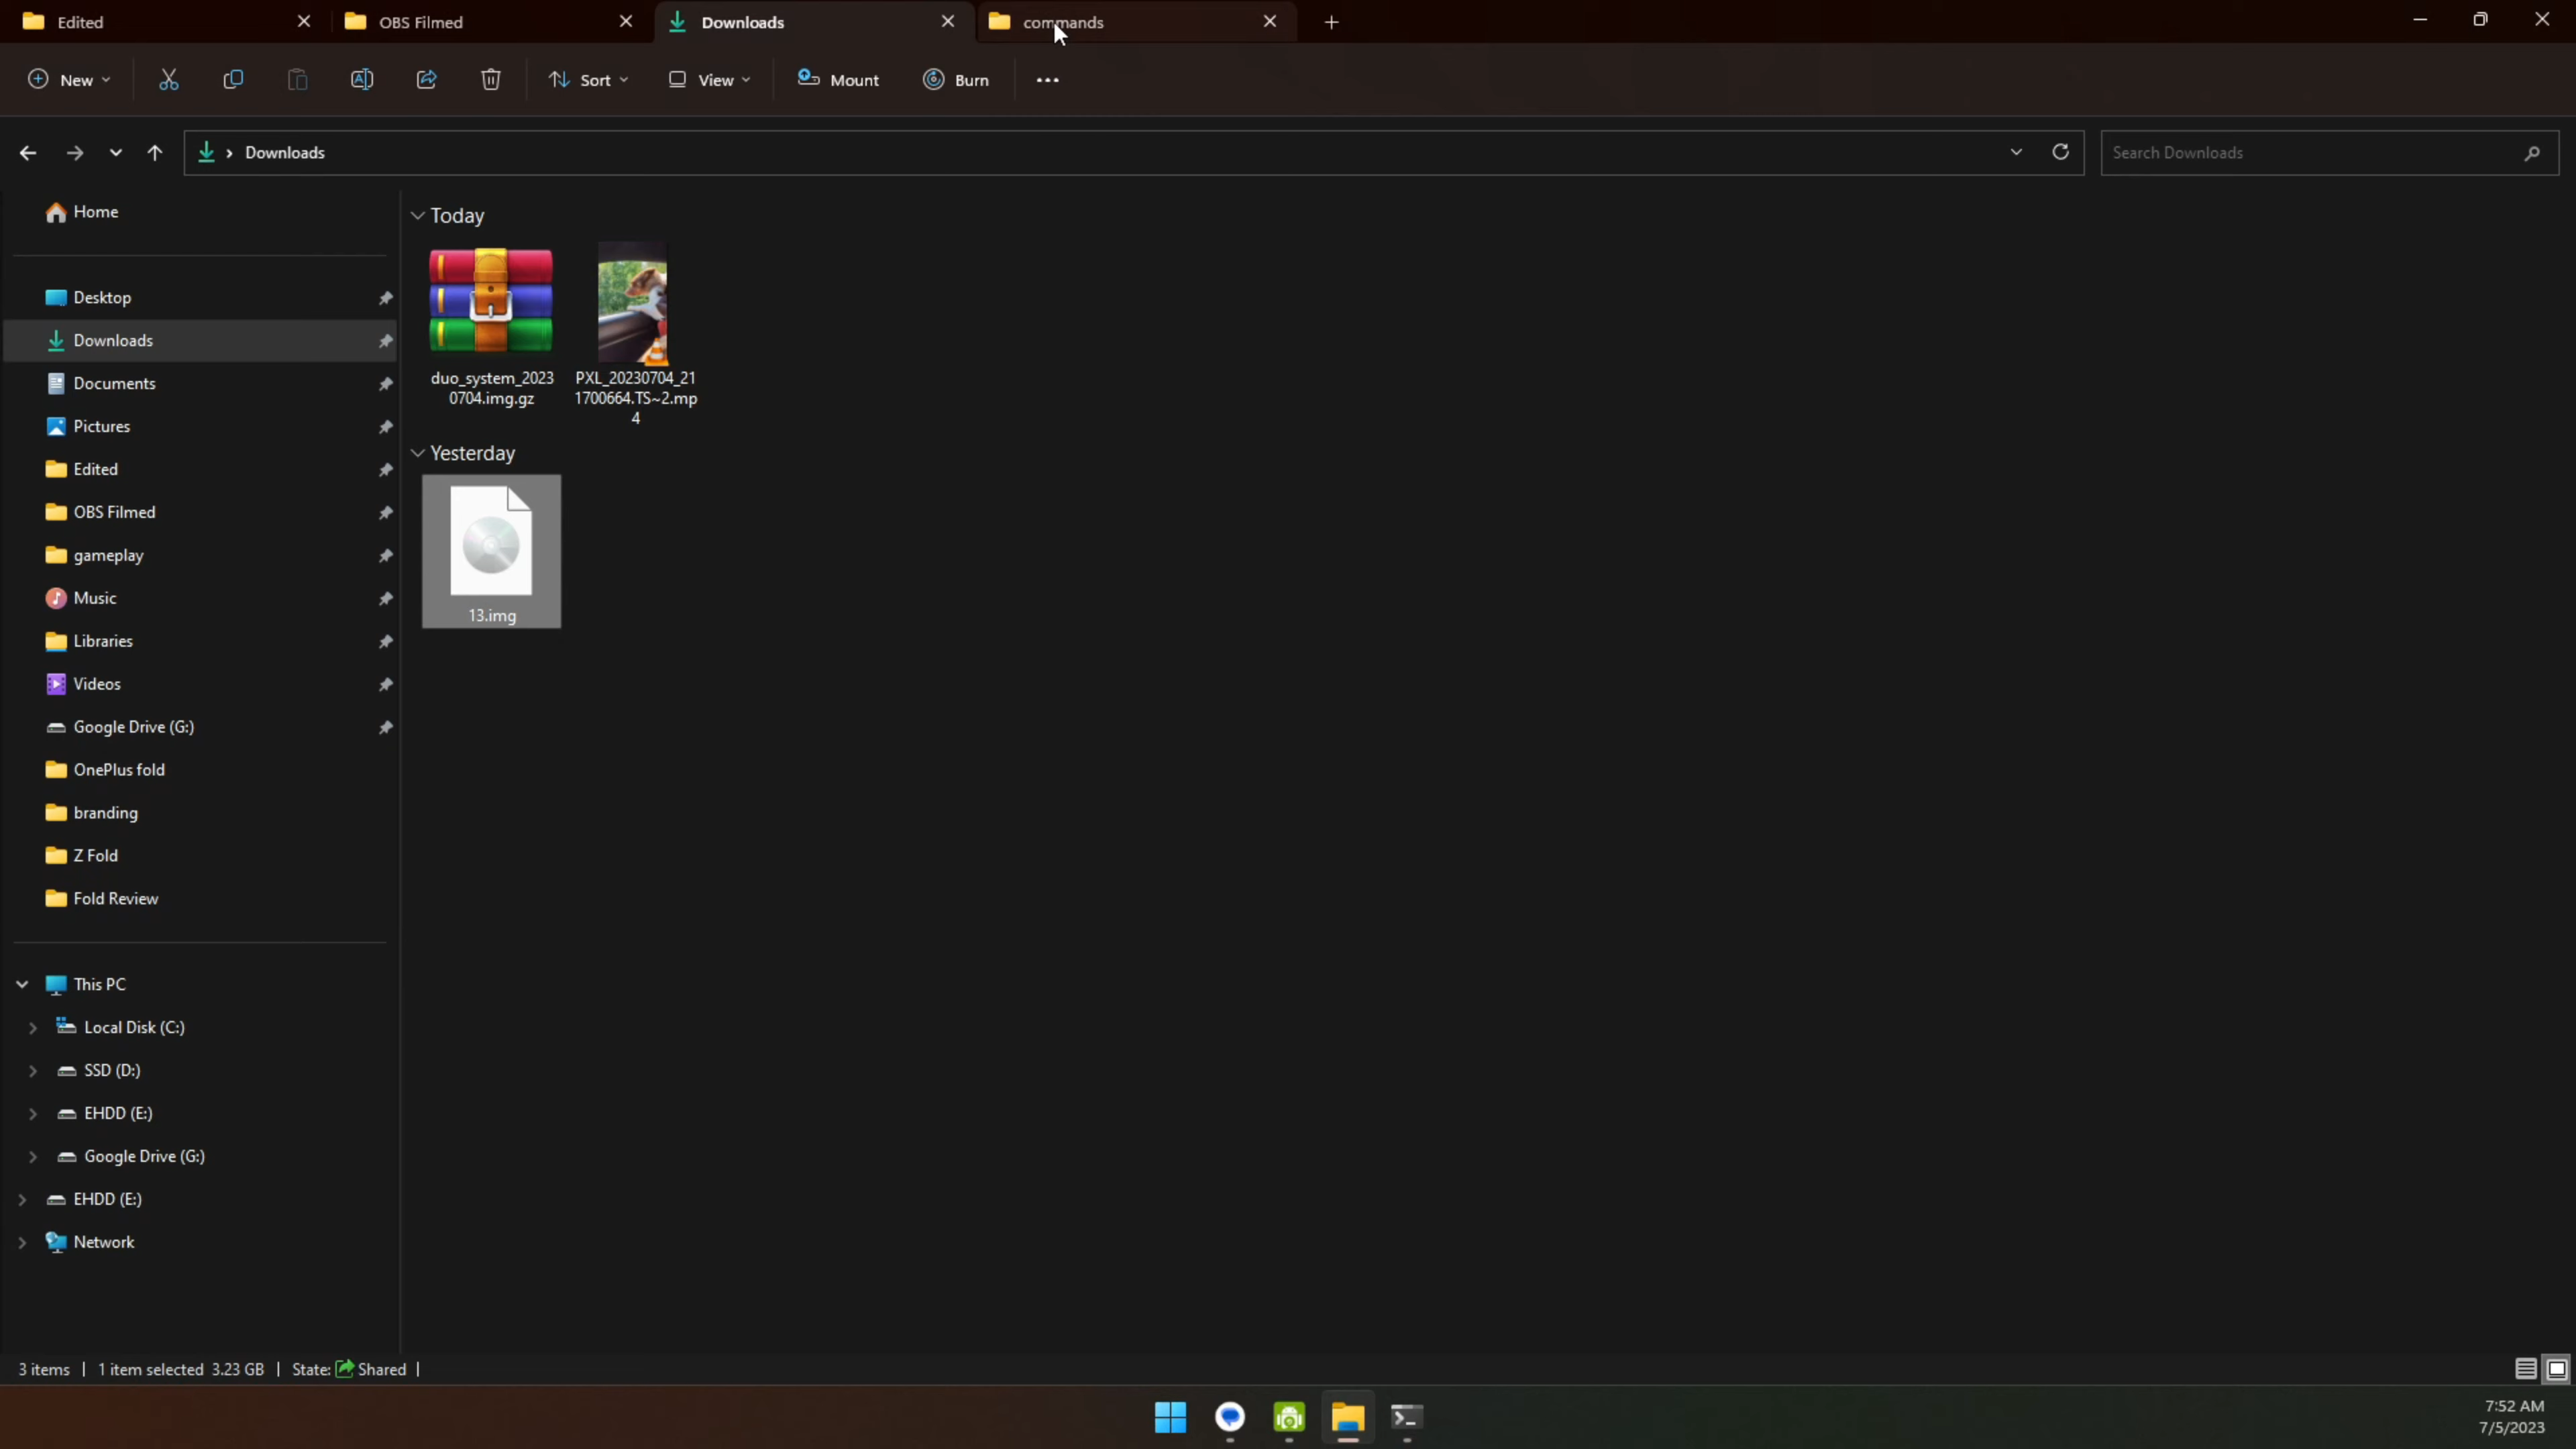 Edited
OBS Filmed
Downloads
commands
New
Sort
View
Mount
Burn
Downloads
Search Downloads
Home
Desktop
Downloads
Documents
Pictures
Edited
OBS Filmed
gameplay
Music
Libraries
Videos
Google Drive (G:)
OnePlus fold
branding
Z Fold
Fold Review
This PC
Local Disk (C:)
SSD (D:)
EHDD (E:)
Google Drive (G:)
EHDD (E:)
Network
Today
duo_system_2023
0704.img.gz
PXL_20230704_21
1700664.TS~2.mp
4
Yesterday
13.img
3 items
1 item selected 3.23 GB
State: Shared
7:52 AM
7/5/2023